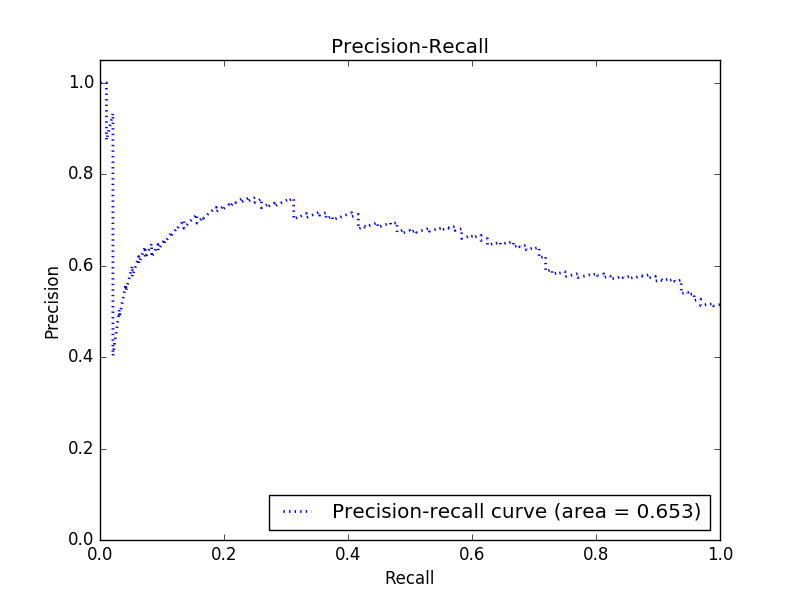 Precision-Recall
1.0
0.8
0.6
0.4
0.2
0.0
Precision
Precision-recall curve (area = 0.653)
0.0 0.2 0.4 0.6 0.8 1.0
Recall